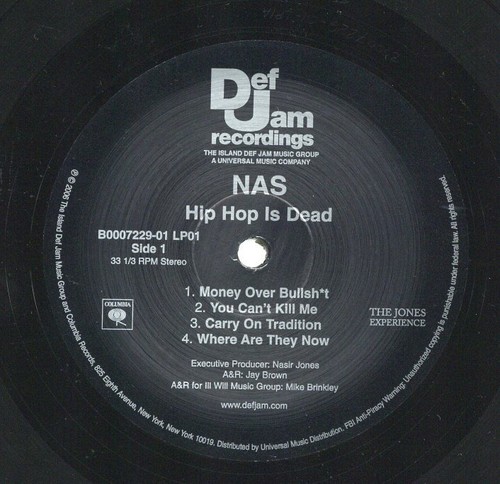 Def
Jam
recordings
THE ISLAND DEF JAM MUSIC GROUP
A UNIVERSAL MUSIC COMPANY
NAS
Hip Hop Is Dead
B0007229-01 LP01
Side 1
33 1/3 RPM Stereo
1. Money Over Bullsh*t
2. You Can't Kill Me
3. Carry On Tradition
4. Where Are They Now
COLUMBIA
THE JONES
EXPERIENCE
Executive Producer: Nasir Jones
A&R: Jay Brown
A&R for Ill Will Music Group: Mike Brinkley
www.defjam.com
℗ © 2006 The Island Def Jam Music Group and Columbia Records, 825 Eighth Avenue, New York, New York 10019. Distributed by Universal Music Distribution. FBI Anti-Piracy Warning: Unauthorized copying is punishable under federal law. All rights reserved.